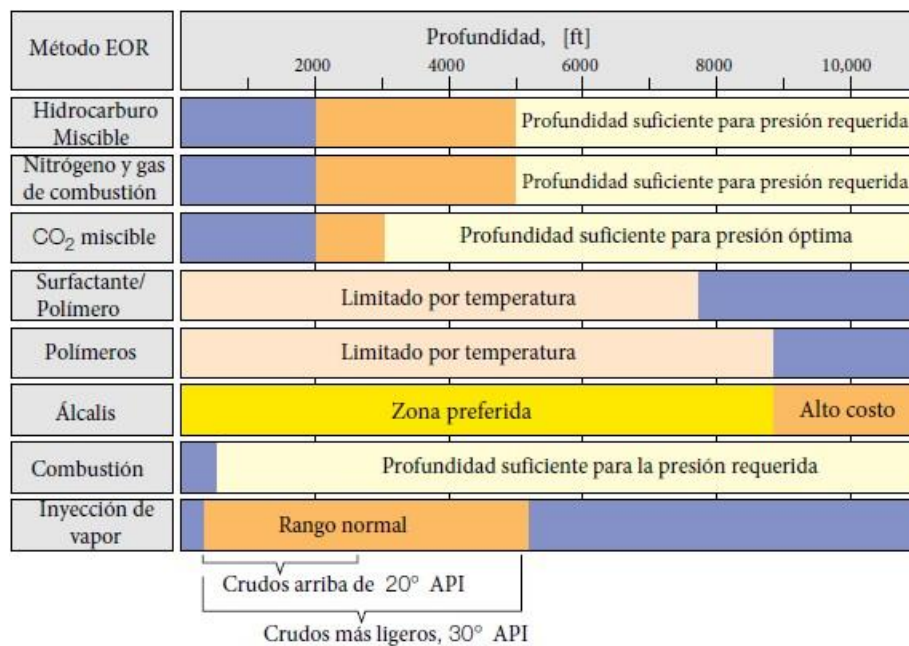 Método EOR
Profundidad, [ft]
2000 4000 6000 8000 10,000
Hidrocarburo
Miscible
Profundidad suficiente para presión requerida
Nitrógeno y gas
de combustión
Profundidad suficiente para presión requerida
CO₂ miscible
Profundidad suficiente para presión óptima
Surfactante/
Polímero
Limitado por temperatura
Polímeros
Limitado por temperatura
Álcalis
Zona preferida
Alto costo
Combustión
Profundidad suficiente para la presión requerida
Inyección de
vapor
Rango normal
Crudos arriba de 20° API
Crudos más ligeros, 30° API